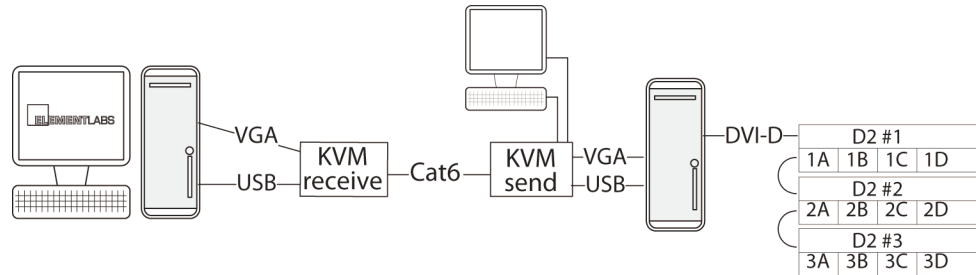 ELEMENTLABS
VGA
USB
KVM
receive
Cat6
KVM
send
VGA
USB
DVI-D
D2 #1
1A 1B 1C 1D
D2 #2
2A 2B 2C 2D
D2 #3
3A 3B 3C 3D